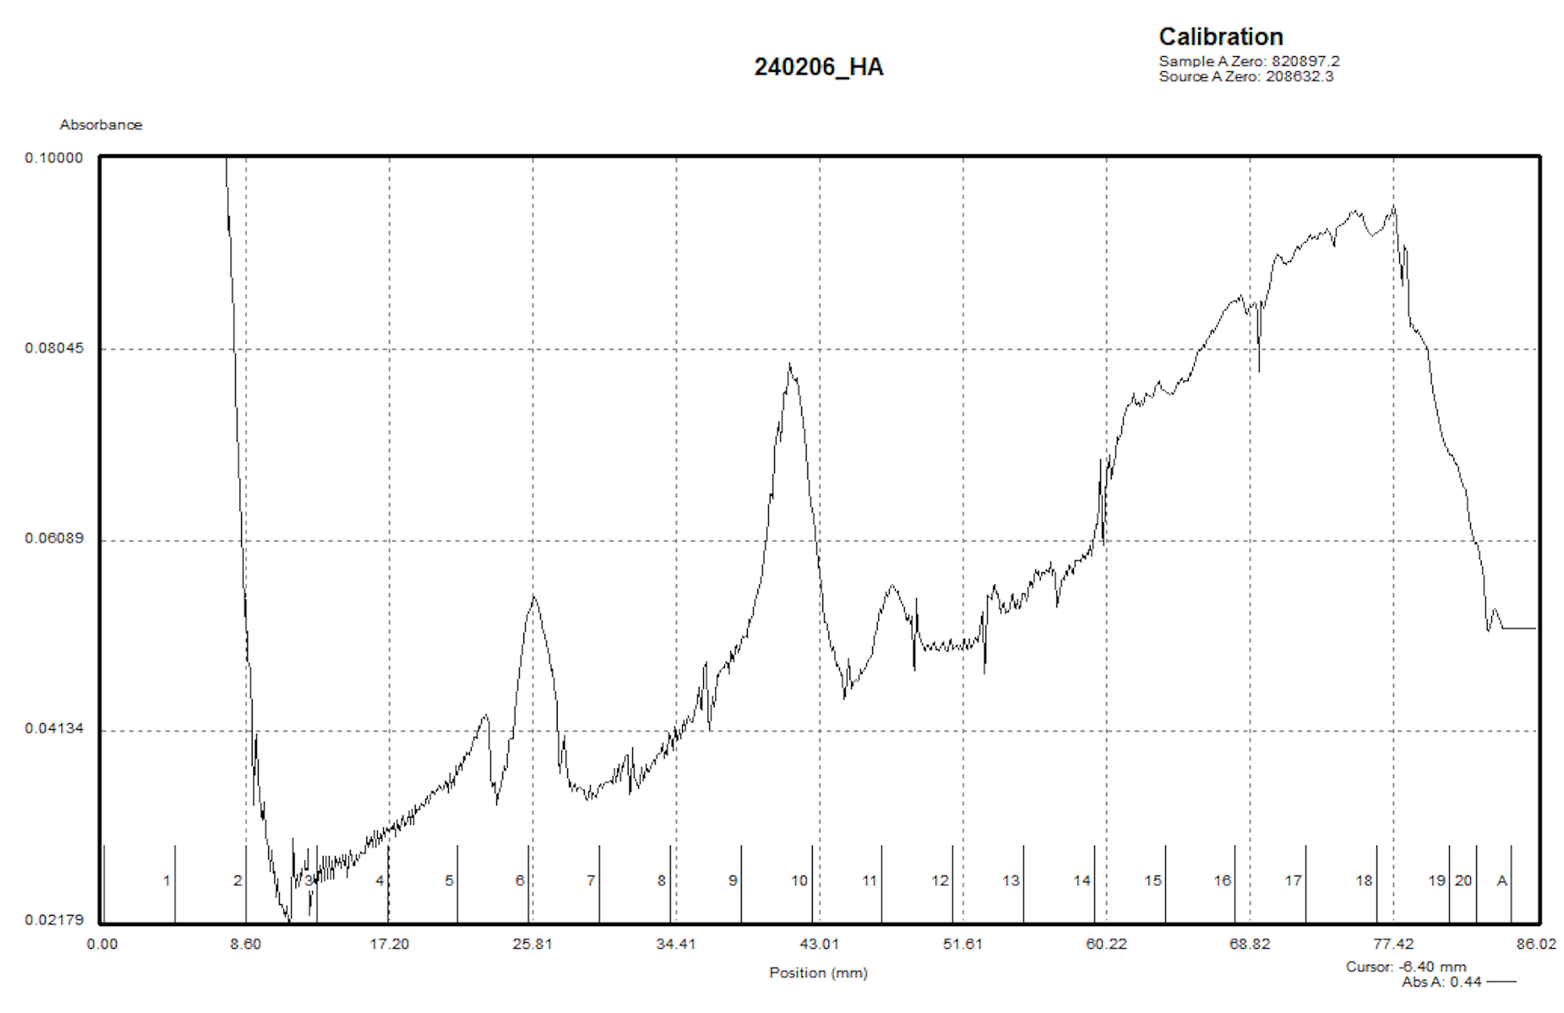 Calibration
Sample A Zero: 820897.2
Source A Zero: 208632.3
240206_HA
Absorbance
0.10000
0.08045
0.06089
0.04134
0.02179
1 2 3 4 5 6 7 8 9 10 11 12 13 14 15 16 17 18 19 20 A
0.00 8.60 17.20 25.81 34.41 43.01 51.61 60.22 68.82 77.42 86.02
Position (mm)
Cursor: -6.40 mm
Abs A: 0.44